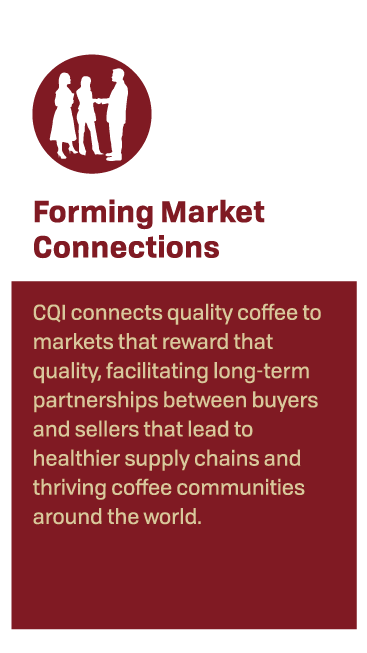 Forming Market
Connections
CQI connects quality coffee to
markets that reward that
quality, facilitating long-term
partnerships between buyers
and sellers that lead to
healthier supply chains and
thriving coffee communities
around the world.